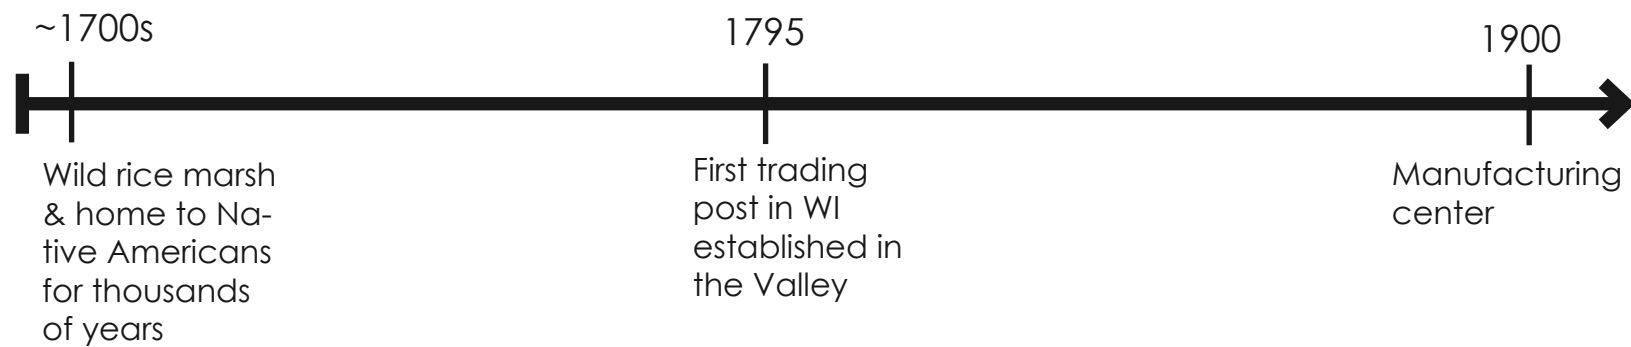 ~1700s
Wild rice marsh
& home to Na-
tive Americans
for thousands
of years
1795
First trading
post in WI
established in
the Valley
1900
Manufacturing
center